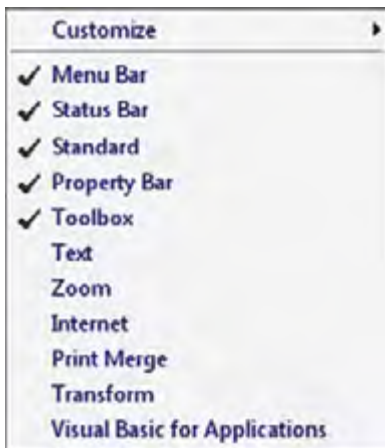 Customize
Menu Bar
Status Bar
Standard
Property Bar
Toolbox
Text
Zoom
Internet
Print Merge
Transform
Visual Basic for Applications